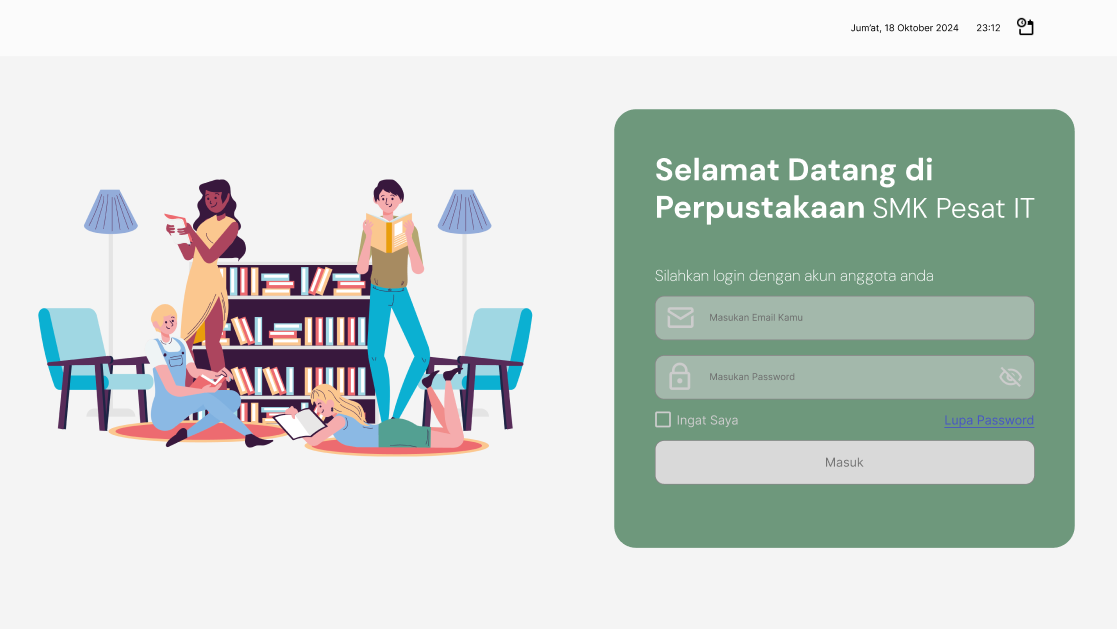 Jum'at, 18 Oktober 2024 23:12
Selamat Datang di
Perpustakaan SMK Pesat IT
Silahkan login dengan akun anggota anda
Masukan Email Kamu
Masukan Password
Ingat Saya Lupa Password
Masuk